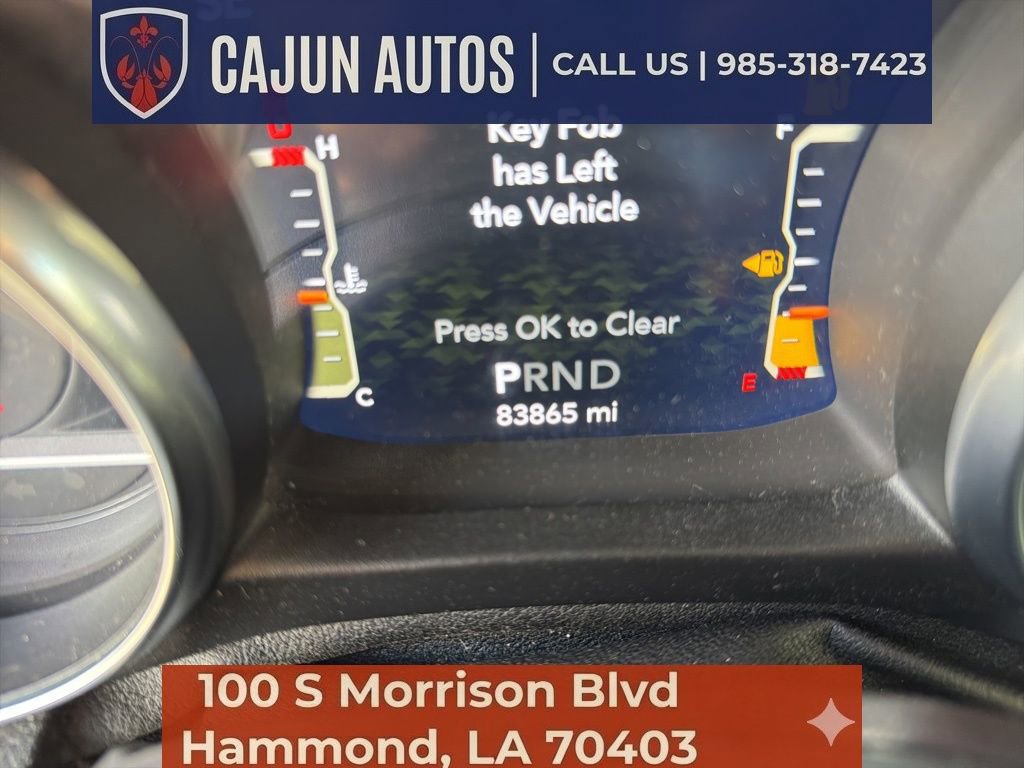 CAJUN AUTOS | CALL US | 985-318-7423
Key Fob
H
F
has Left
the Vehicle
Press OK to Clear
PRND
E
C
83865 mi
100 S Morrison Blvd
Hammond, LA 70403